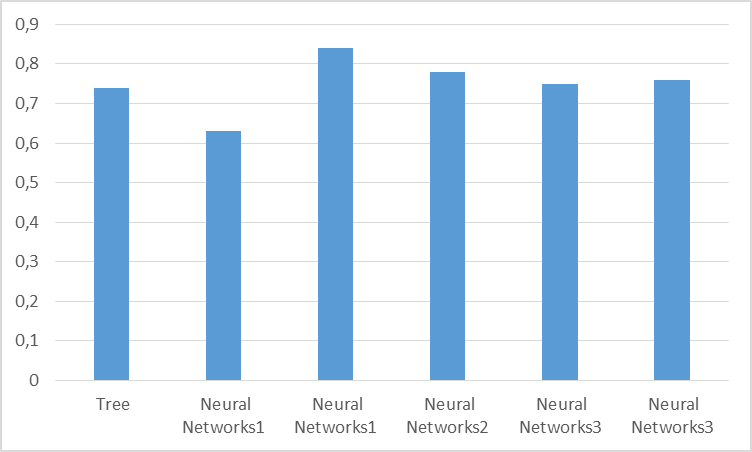 0,9
0,8
0,7
0,6
0,5
0,4
0,3
0,2
0,1
0
Tree
Neural
Networks1
Neural
Networks1
Neural
Networks2
Neural
Networks3
Neural
Networks3